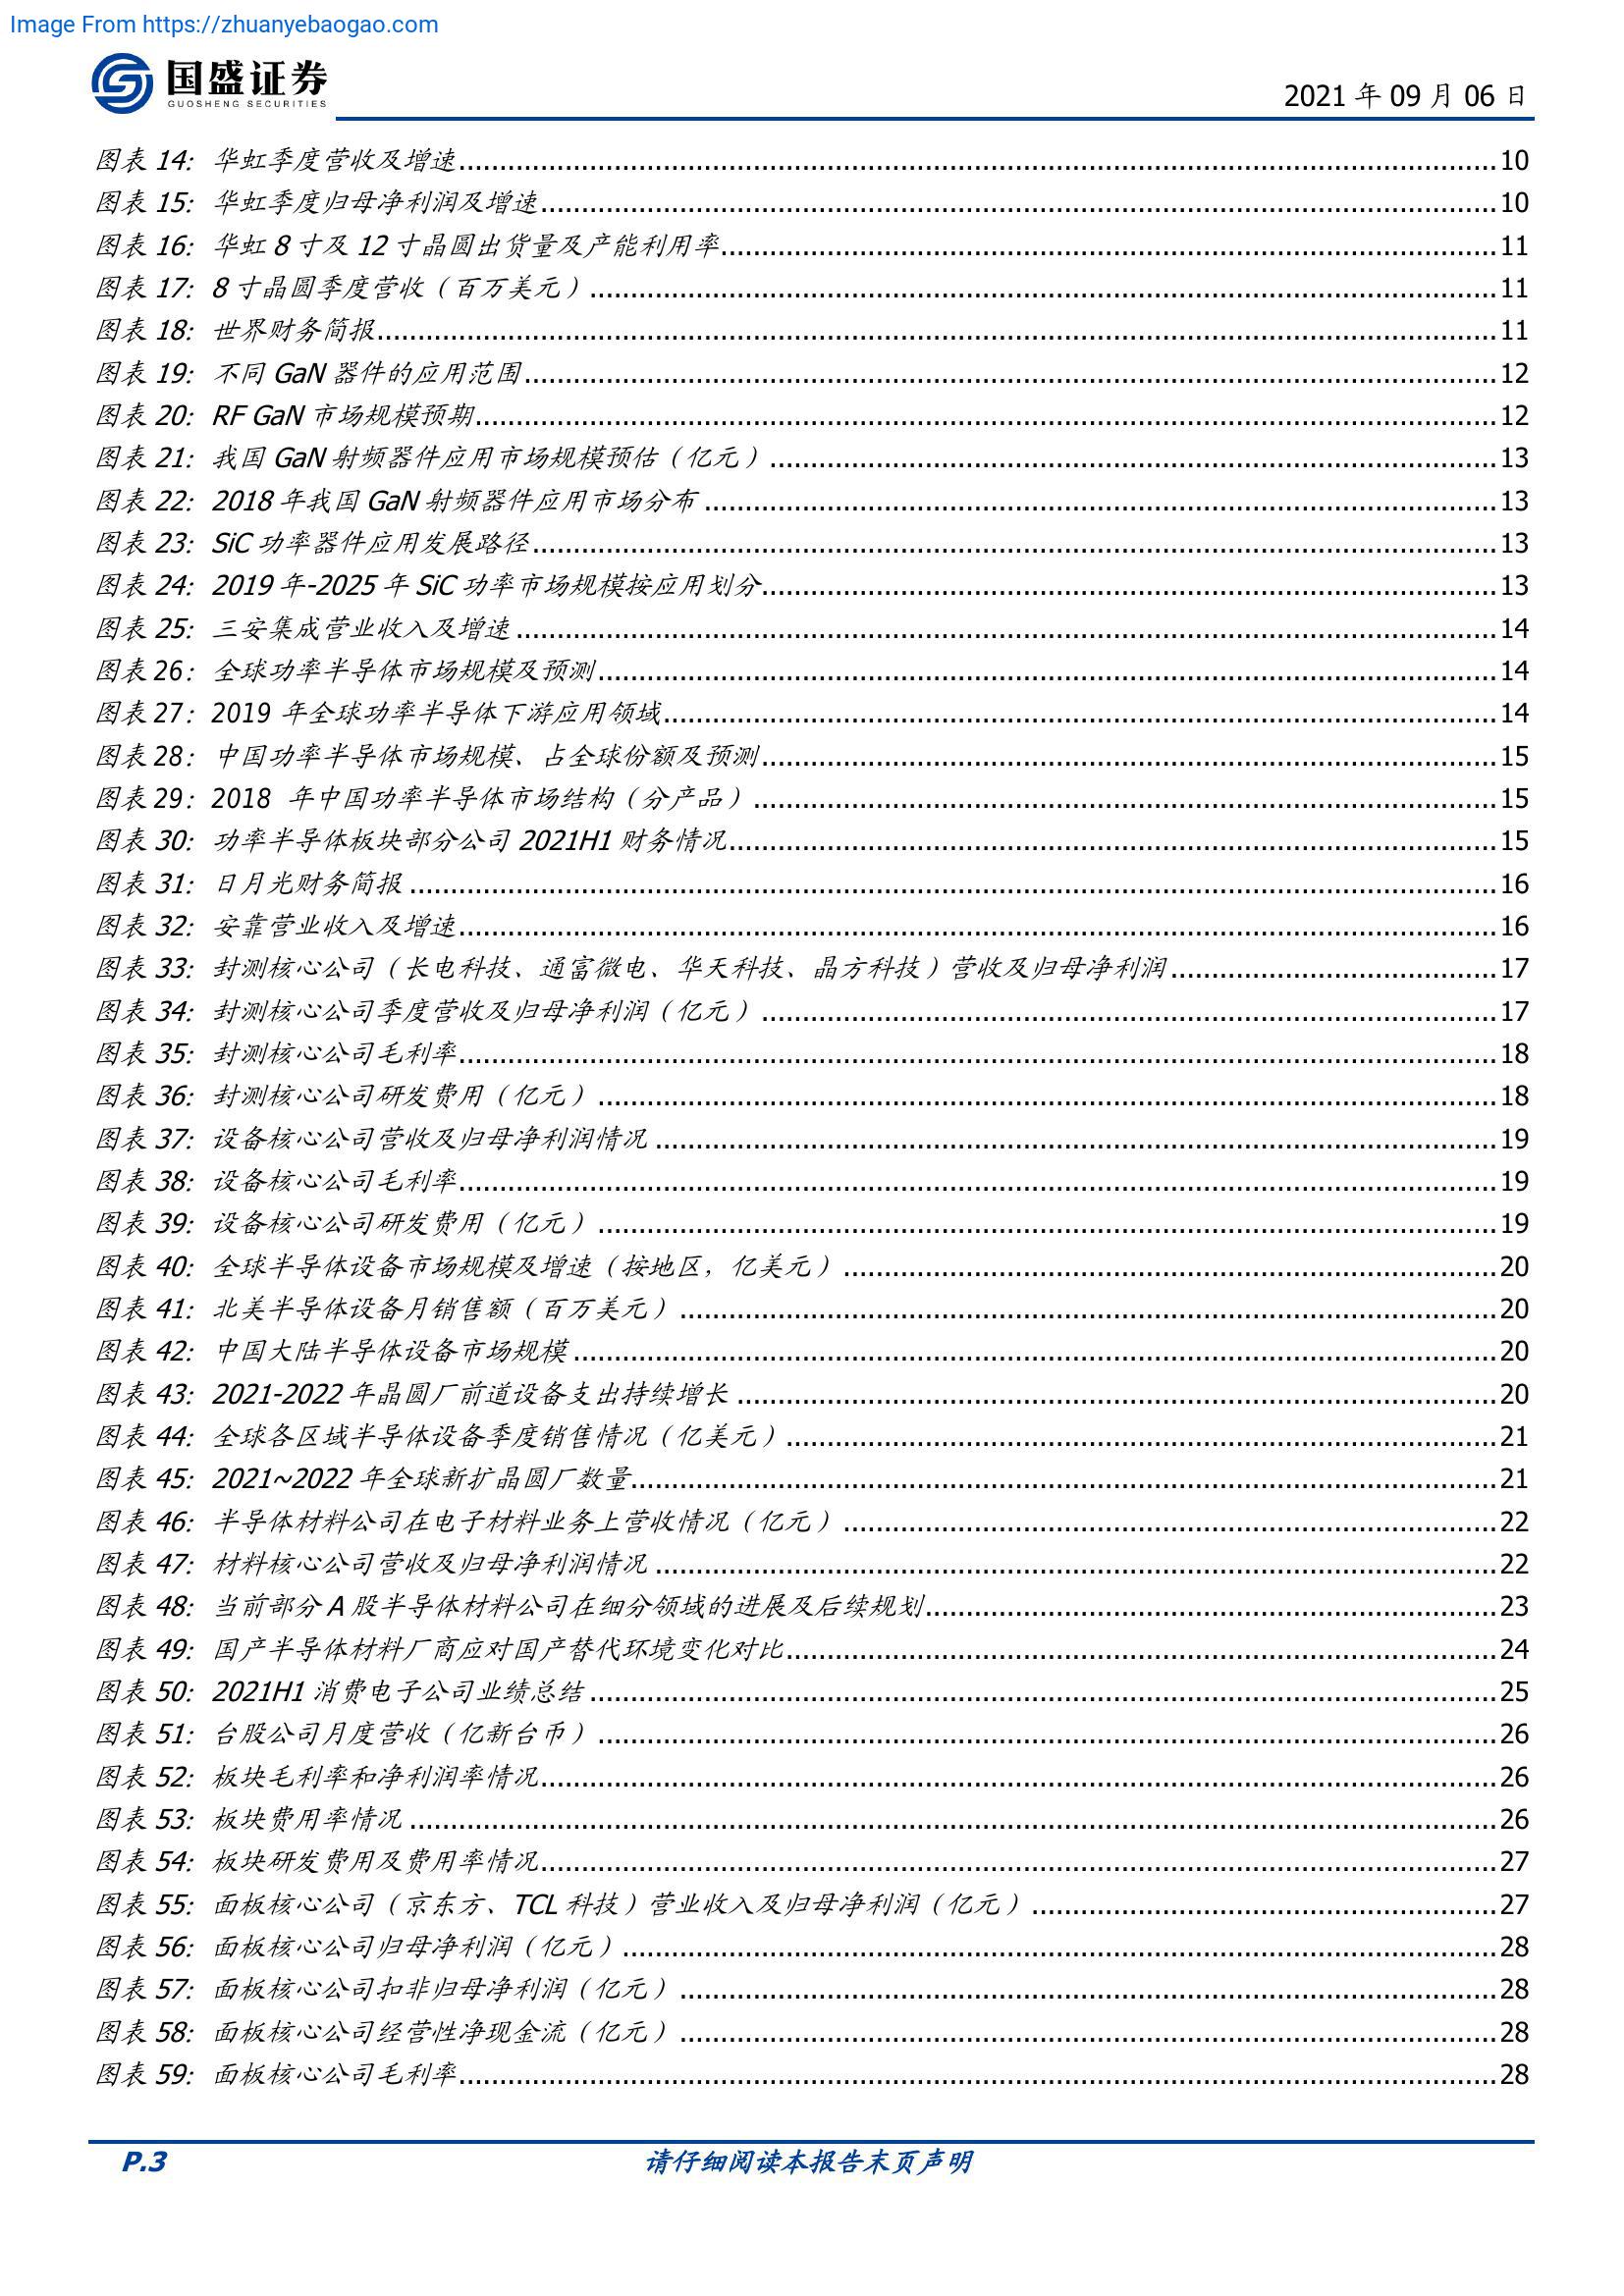 Image From https://zhuanyebaogao.com
国盛证券
GUOSHENG SECURITIES
2021 年 09 月 06 日
图表 14: 华虹季度营收及增速 10
图表 15: 华虹季度归母净利润及增速 10
图表 16: 华虹 8 寸及 12 寸晶圆出货量及产能利用率 11
图表 17: 8 寸晶圆季度营收（百万美元） 11
图表 18: 世界财务简报 11
图表 19: 不同 GaN 器件的应用范围 12
图表 20: RF GaN 市场规模预期 12
图表 21: 我国 GaN 射频器件应用市场规模预估（亿元） 13
图表 22: 2018 年我国 GaN 射频器件应用市场分布 13
图表 23: SiC 功率器件应用发展路径 13
图表 24: 2019 年-2025 年 SiC 功率市场规模按应用划分 13
图表 25: 三安集成营业收入及增速 14
图表 26: 全球功率半导体市场规模及预测 14
图表 27: 2019 年全球功率半导体下游应用领域 14
图表 28: 中国功率半导体市场规模、占全球份额及预测 15
图表 29: 2018 年中国功率半导体市场结构（分产品） 15
图表 30: 功率半导体板块部分公司 2021H1 财务情况 15
图表 31: 日月光财务简报 16
图表 32: 安靠营业收入及增速 16
图表 33: 封测核心公司（长电科技、通富微电、华天科技、晶方科技）营收及归母净利润 17
图表 34: 封测核心公司季度营收及归母净利润（亿元） 17
图表 35: 封测核心公司毛利率 18
图表 36: 封测核心公司研发费用（亿元） 18
图表 37: 设备核心公司营收及归母净利润情况 19
图表 38: 设备核心公司毛利率 19
图表 39: 设备核心公司研发费用（亿元） 19
图表 40: 全球半导体设备市场规模及增速（按地区，亿美元） 20
图表 41: 北美半导体设备月销售额（百万美元） 20
图表 42: 中国大陆半导体设备市场规模 20
图表 43: 2021-2022 年晶圆厂前道设备支出持续增长 20
图表 44: 全球各区域半导体设备季度销售情况（亿美元） 21
图表 45: 2021~2022 年全球新扩晶圆厂数量 21
图表 46: 半导体材料公司在电子材料业务上营收情况（亿元） 22
图表 47: 材料核心公司营收及归母净利润情况 22
图表 48: 当前部分 A 股半导体材料公司在细分领域的进展及后续规划 23
图表 49: 国产半导体材料厂商应对国产替代环境变化对比 24
图表 50: 2021H1 消费电子公司业绩总结 25
图表 51: 台股公司月度营收（亿新台币） 26
图表 52: 板块毛利率和净利润率情况 26
图表 53: 板块费用率情况 26
图表 54: 板块研发费用及费用率情况 27
图表 55: 面板核心公司（京东方、TCL 科技）营业收入及归母净利润（亿元） 27
图表 56: 面板核心公司归母净利润（亿元） 28
图表 57: 面板核心公司扣非归母净利润（亿元） 28
图表 58: 面板核心公司经营性净现金流（亿元） 28
图表 59: 面板核心公司毛利率 28
P.3
请仔细阅读本报告末页声明